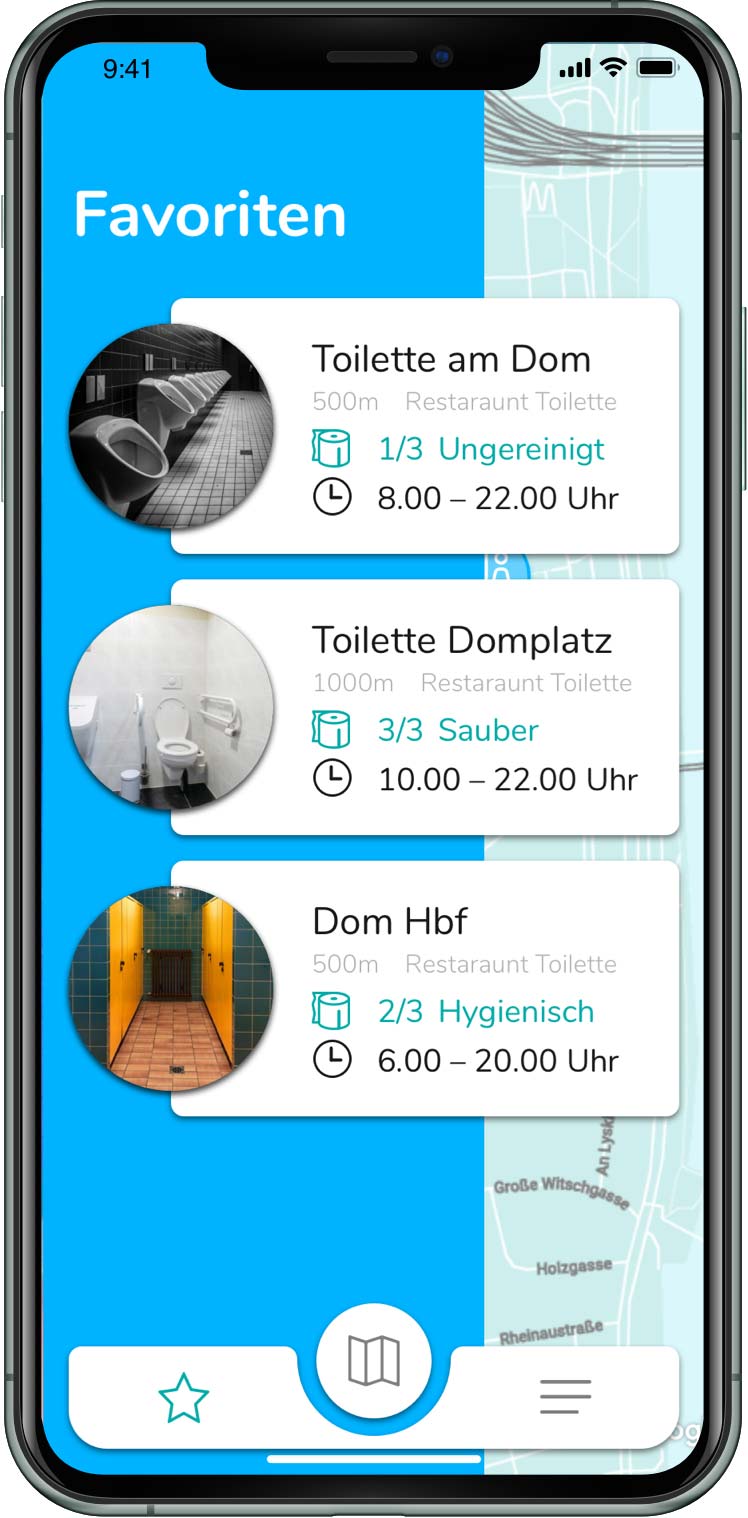 9:41
Favoriten
Toilette am Dom
500m Restaraunt Toilette
1/3 Ungereinigt
8.00 – 22.00 Uhr
Toilette Domplatz
1000m Restaraunt Toilette
3/3 Sauber
10.00 – 22.00 Uhr
Dom Hbf
500m Restaraunt Toilette
2/3 Hygienisch
6.00 – 20.00 Uhr
Große Witschgasse
Holzgasse
Rheinaustraße